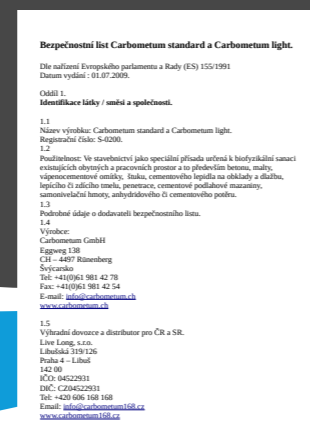 Bezpečnostní list Carbometum standard a Carbometum light.
Dle nařízení Evropského parlamentu a Rady (ES) 155/1991
Datum vydání : 01.07.2009.
Oddíl 1.
Identifikace látky / směsi a společnosti.
1.1
Název výrobku: Carbometum standard a Carbometum light.
Registrační číslo: S-0200.
1.2
Použitelnost: Ve stavebnictví jako speciální přísada určená k biofyzikální sanaci
existujících obytných a pracovních prostor a to především betonu, malty,
vápenocementové omítky, štuku, cementového lepidla na obklady a dlažbu,
lepícího či zdícího tmelu, penetrace, cementové podlahové mazaniny,
samonivelační hmoty, anhydridového či cementového potěru.
1.3
Podrobné údaje o dodavateli bezpečnostního listu.
1.4
Výrobce:
Carbometum GmbH
Eggweg 138
CH – 4497 Rünenberg
Švýcarsko
Tel: +41(0)61 981 42 78
Fax: +41(0)61 981 42 54
E-mail: info@carbometum.ch
www.carbometum.ch
1.5
Výhradní dovozce a distributor pro ČR a SR.
Live Long, s.r.o.
Libušská 319/126
Praha 4 – Libuš
142 00
IČO: 04522931
DIČ: CZ04522931
Tel: +420 606 168 168
Email: info@carbometum168.cz
www.carbometum168.cz